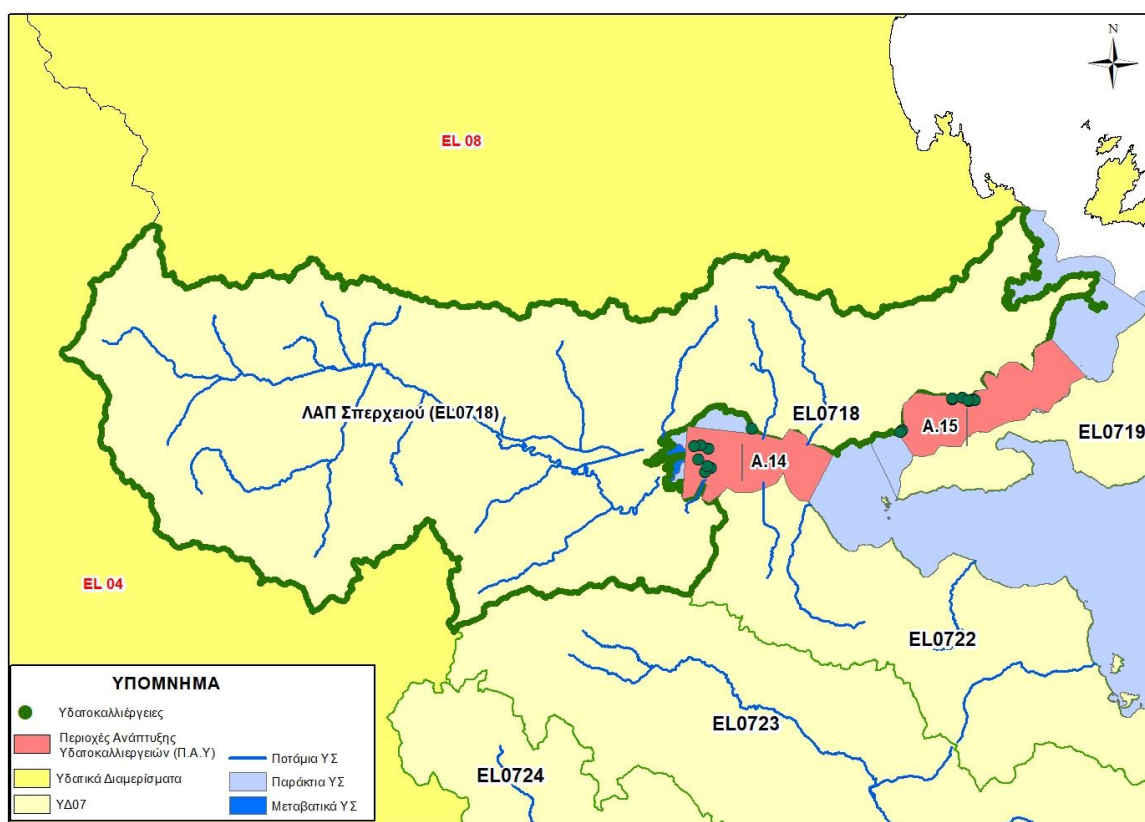 N
EL 08
ΛΑΠ Σπερχειού (EL0718)
EL0718
A.15
EL0719
A.14
EL 04
EL0722
EL0723
EL0724
ΥΠΟΜΝΗΜΑ
Υδατοκαλλιέργειες
Περιοχές Ανάπτυξης
Υδατοκαλλιεργειών (Π.Α.Υ)
Υδατικά Διαμερίσματα
ΥΔ07
Ποτάμια ΥΣ
Παράκτια ΥΣ
Μεταβατικά ΥΣ